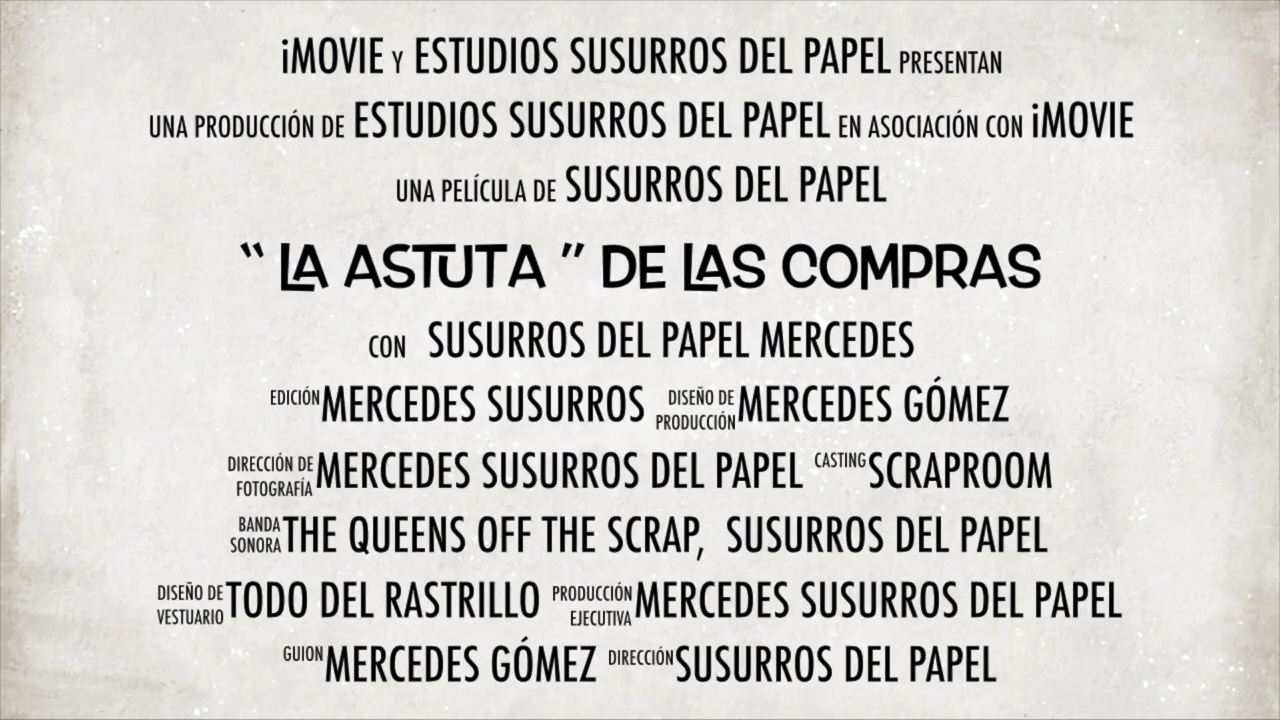 iMOVIE Y ESTUDIOS SUSURROS DEL PAPEL PRESENTAN
UNA PRODUCCIÓN DE ESTUDIOS SUSURROS DEL PAPEL EN ASOCIACIÓN CON iMOVIE
UNA PELÍCULA DE SUSURROS DEL PAPEL
“ LA ASTUTA ” DE LAS COMPRAS
CON SUSURROS DEL PAPEL MERCEDES
EDICIÓN MERCEDES SUSURROS DISEÑO DE PRODUCCIÓN MERCEDES GÓMEZ
DIRECCIÓN DE FOTOGRAFÍA MERCEDES SUSURROS DEL PAPEL CASTING SCRAPROOM
BANDA SONORA THE QUEENS OFF THE SCRAP, SUSURROS DEL PAPEL
DISEÑO DE VESTUARIO TODO DEL RASTRILLO PRODUCCIÓN EJECUTIVA MERCEDES SUSURROS DEL PAPEL
GUION MERCEDES GÓMEZ DIRECCIÓN SUSURROS DEL PAPEL